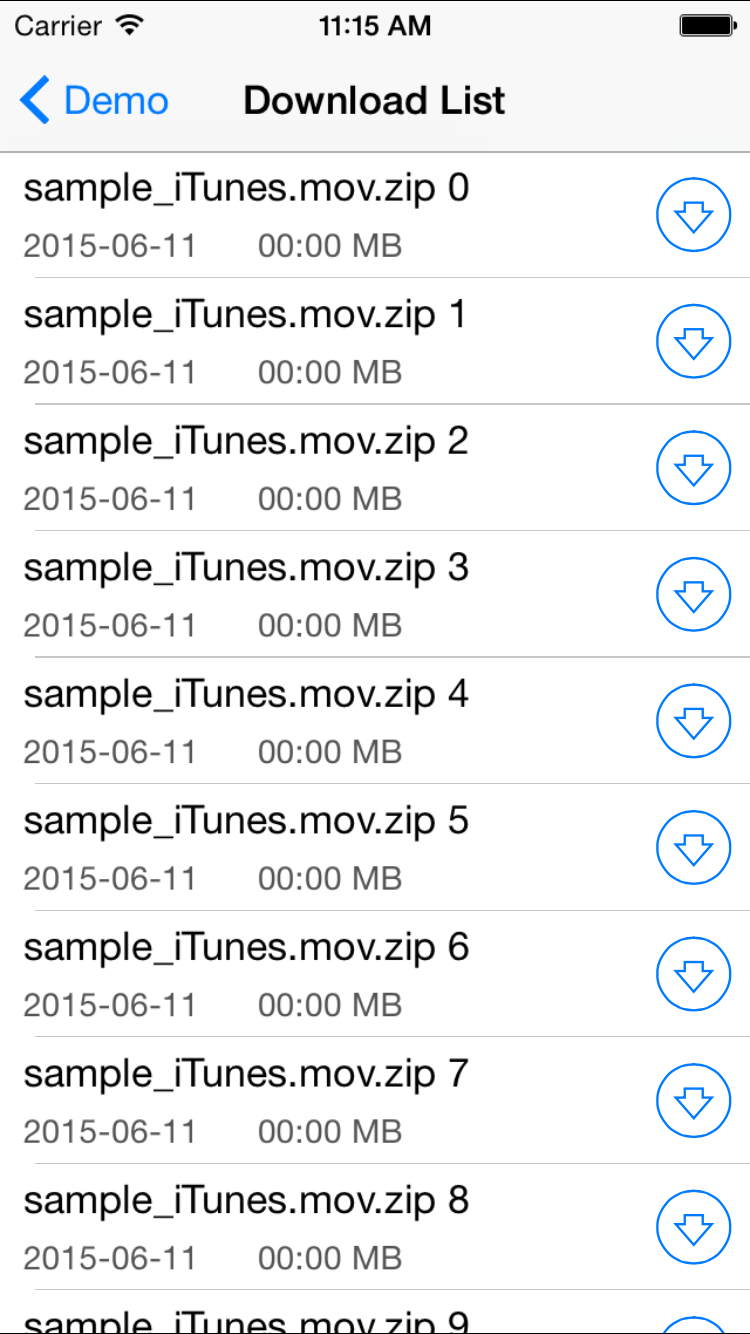 Carrier 11:15 AM
Demo Download List
sample_iTunes.mov.zip 0
2015-06-11 00:00 MB
sample_iTunes.mov.zip 1
2015-06-11 00:00 MB
sample_iTunes.mov.zip 2
2015-06-11 00:00 MB
sample_iTunes.mov.zip 3
2015-06-11 00:00 MB
sample_iTunes.mov.zip 4
2015-06-11 00:00 MB
sample_iTunes.mov.zip 5
2015-06-11 00:00 MB
sample_iTunes.mov.zip 6
2015-06-11 00:00 MB
sample_iTunes.mov.zip 7
2015-06-11 00:00 MB
sample_iTunes.mov.zip 8
2015-06-11 00:00 MB
sample_iTunes.mov.zip 9